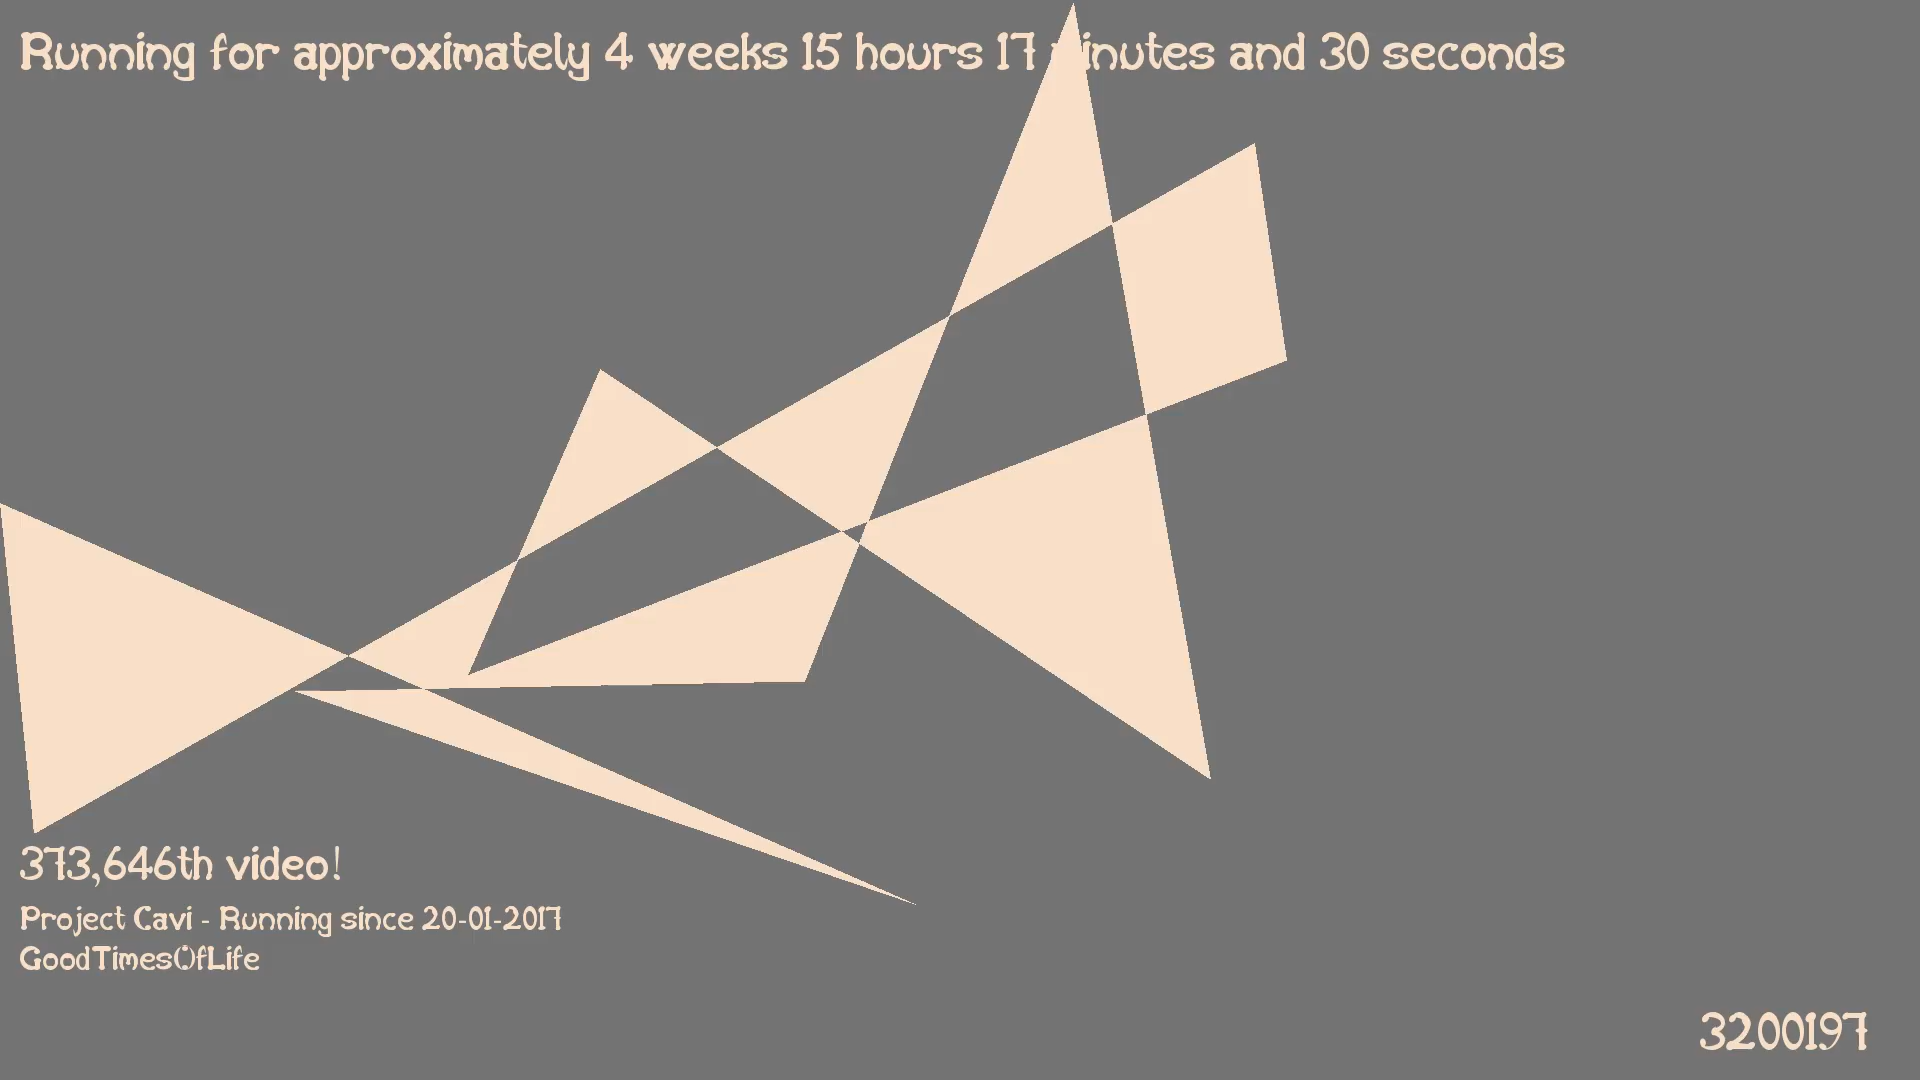 Running for approximately 4 weeks 15 hours 17 minutes and 30 seconds
373,646th video!
Project Cavi - Running since 20-01-2017
GoodTimesOfLife
3200197